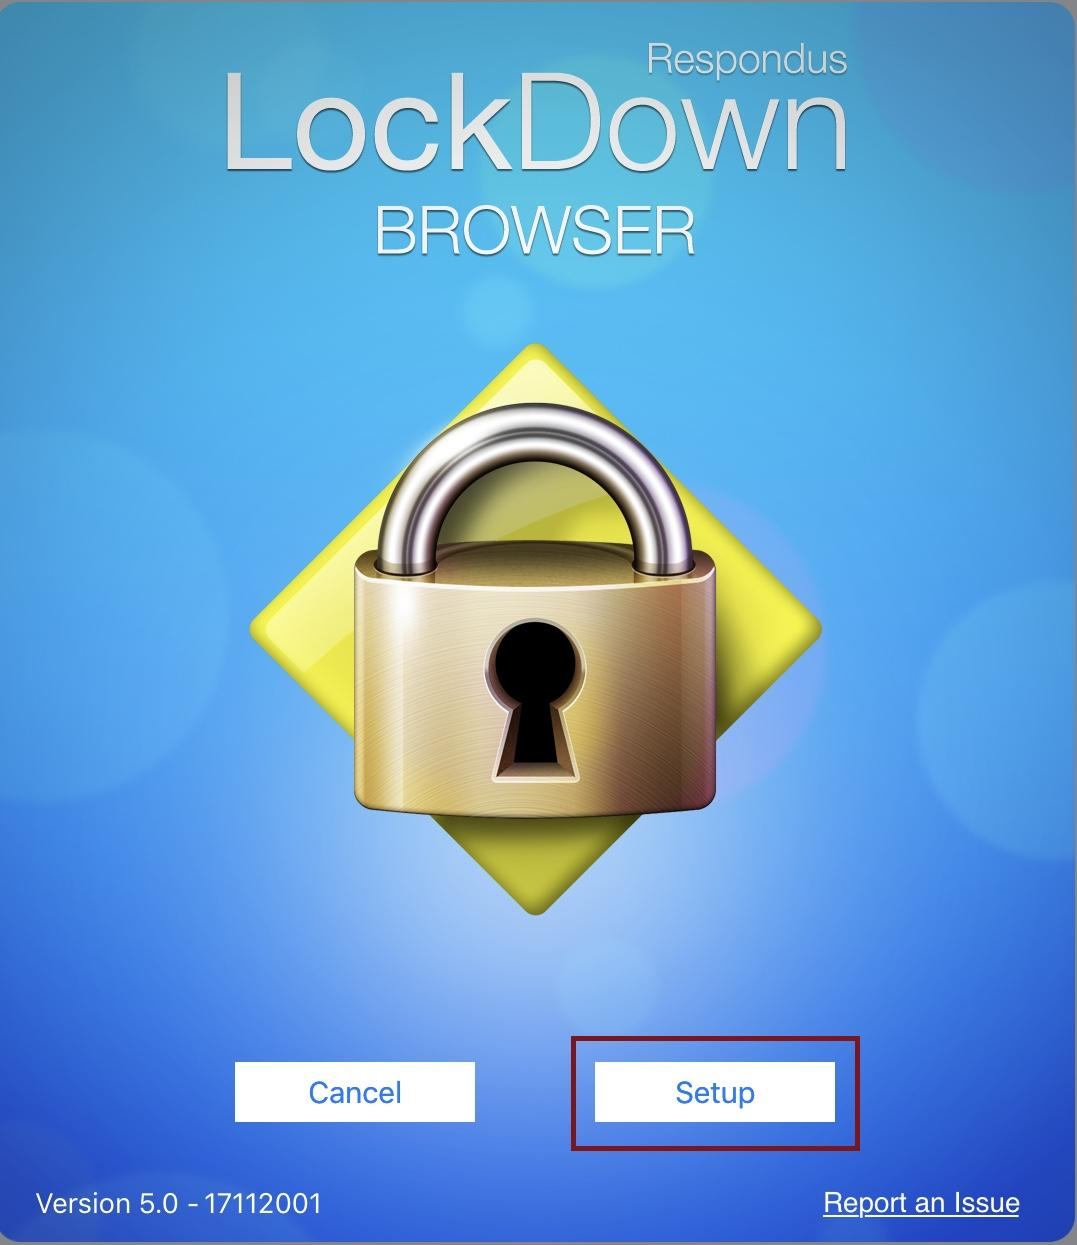 Respondus
LockDown
BROWSER
Cancel
Setup
Version 5.0 - 17112001
Report an Issue